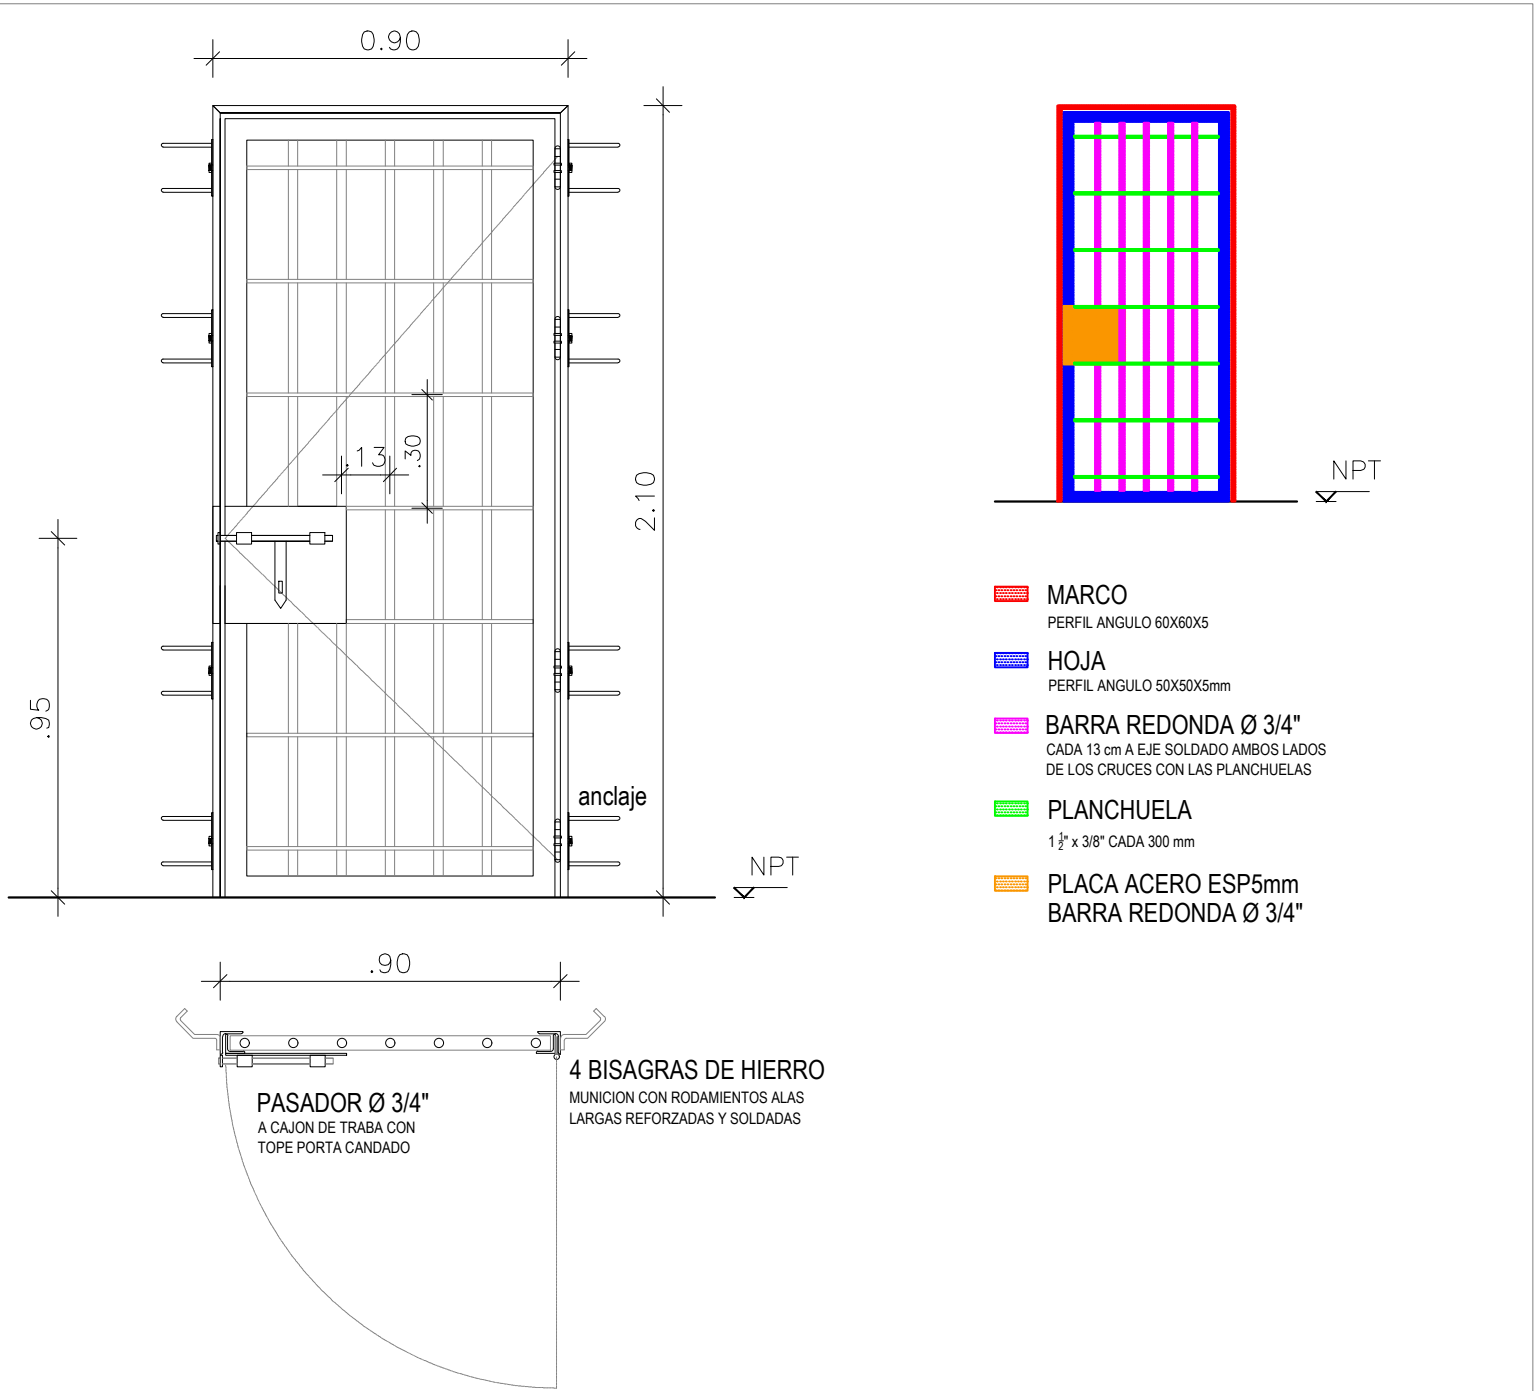 0.90
2.10
.13
.30
.95
anclaje
NPT
.90
PASADOR Ø 3/4"
A CAJON DE TRABA CON
TOPE PORTA CANDADO
4 BISAGRAS DE HIERRO
MUNICION CON RODAMIENTOS ALAS
LARGAS REFORZADAS Y SOLDADAS
NPT
MARCO
PERFIL ANGULO 60X60X5
HOJA
PERFIL ANGULO 50X50X5mm
BARRA REDONDA Ø 3/4"
CADA 13 cm A EJE SOLDADO AMBOS LADOS
DE LOS CRUCES CON LAS PLANCHUELAS
PLANCHUELA
1 1/2" x 3/8" CADA 300 mm
PLACA ACERO ESP5mm
BARRA REDONDA Ø 3/4"